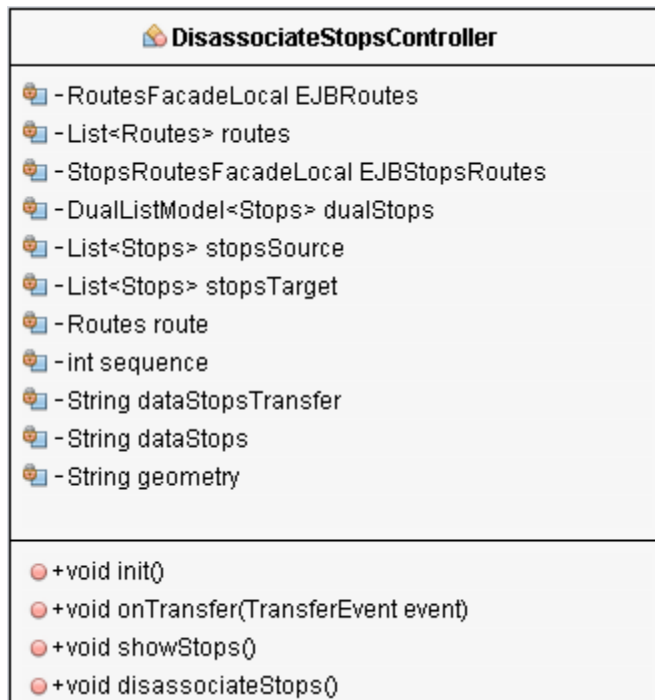 DisassociateStopsController
-RoutesFacadeLocal EJBRoutes
-List<Routes> routes
-StopsRoutesFacadeLocal EJBStopsRoutes
-DualListModel<Stops> dualStops
-List<Stops> stopsSource
-List<Stops> stopsTarget
-Routes route
-int sequence
-String dataStopsTransfer
-String dataStops
-String geometry
+void init()
+void onTransfer(TransferEvent event)
+void showStops()
+void disassociateStops()